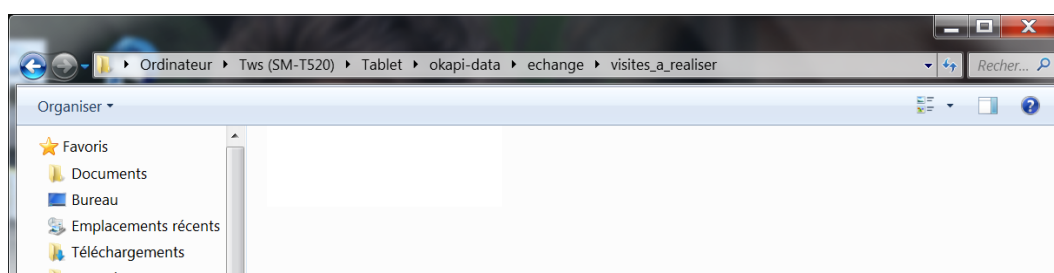 Ordinateur Tws (SM-T520) Tablet okapi-data echange visites_a_realiser Recher...
Organiser
Favoris
Documents
Bureau
Emplacements récents
Téléchargements